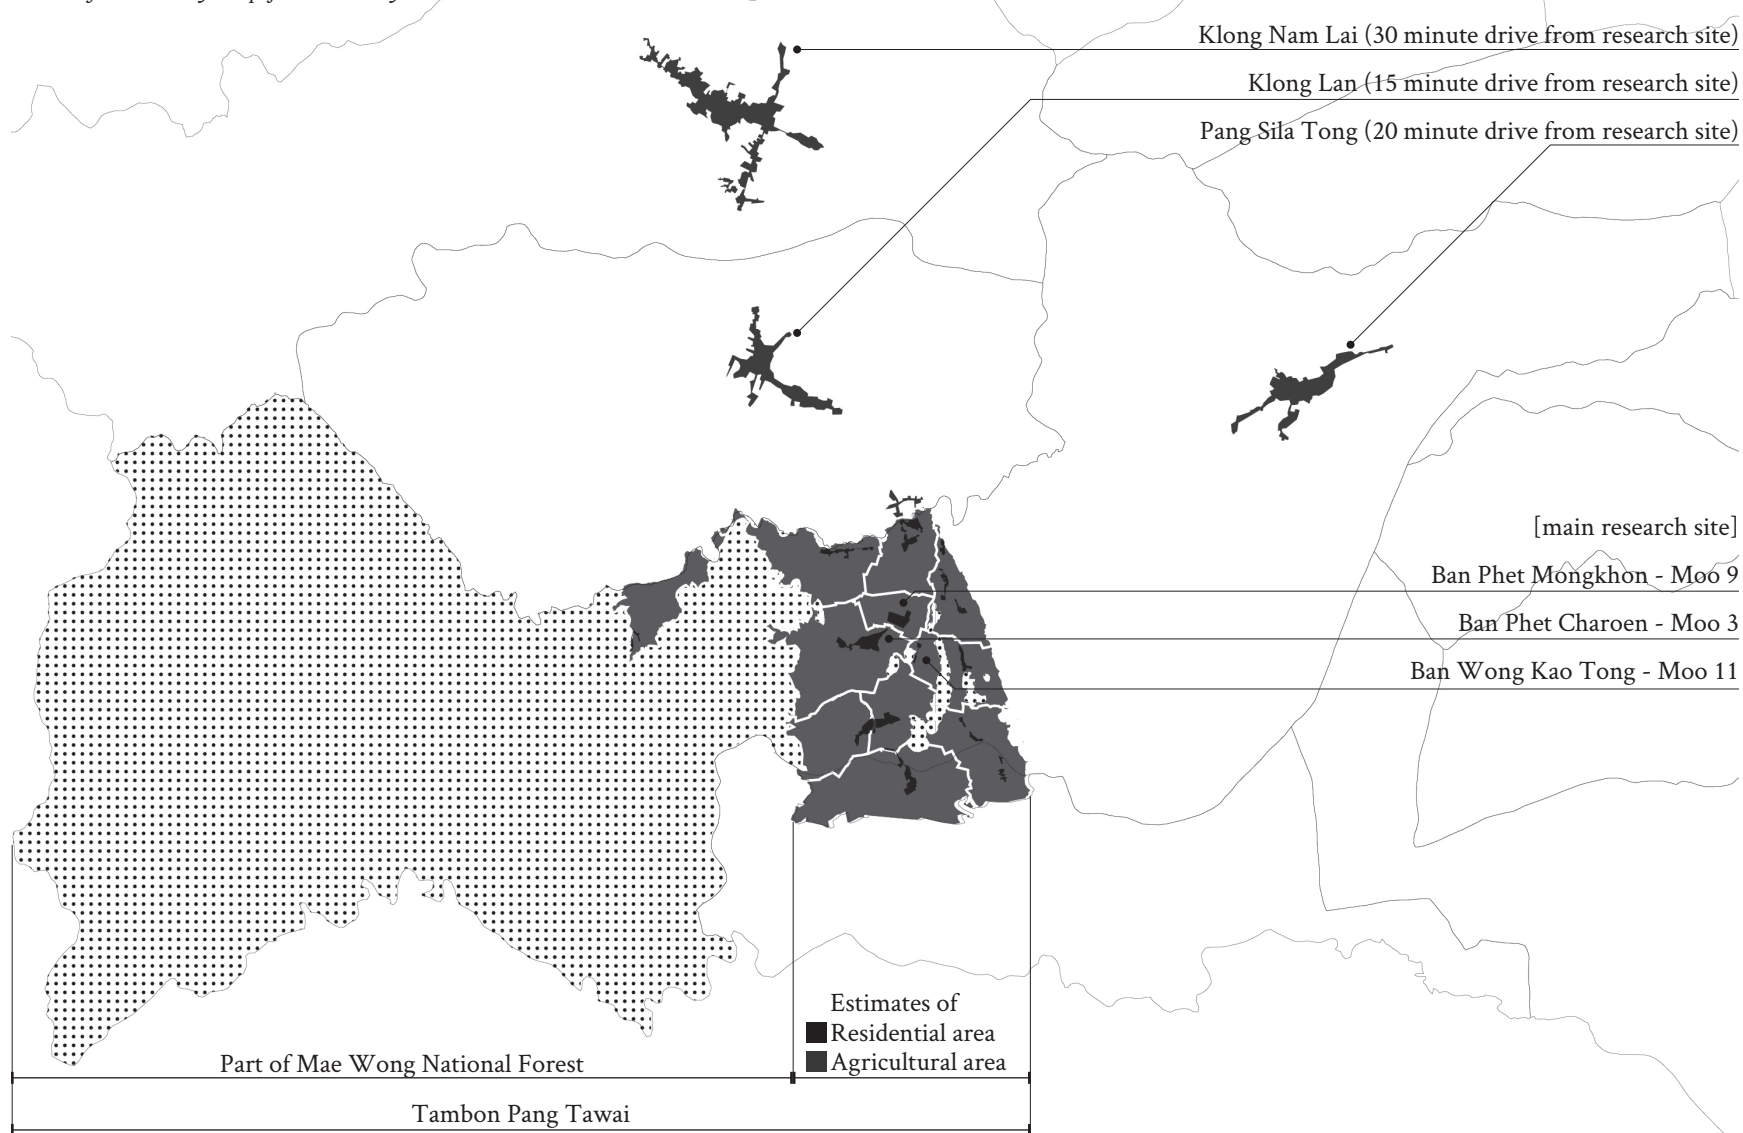 Klong Nam Lai (30 minute drive from research site)
Klong Lan (15 minute drive from research site)
Pang Sila Tong (20 minute drive from research site)
[main research site]
Ban Phet Mongkhon - Moo 9
Ban Phet Charoen - Moo 3
Ban Wong Kao Tong - Moo 11
Estimates of
Residential area
Agricultural area
Part of Mae Wong National Forest
Tambon Pang Tawai